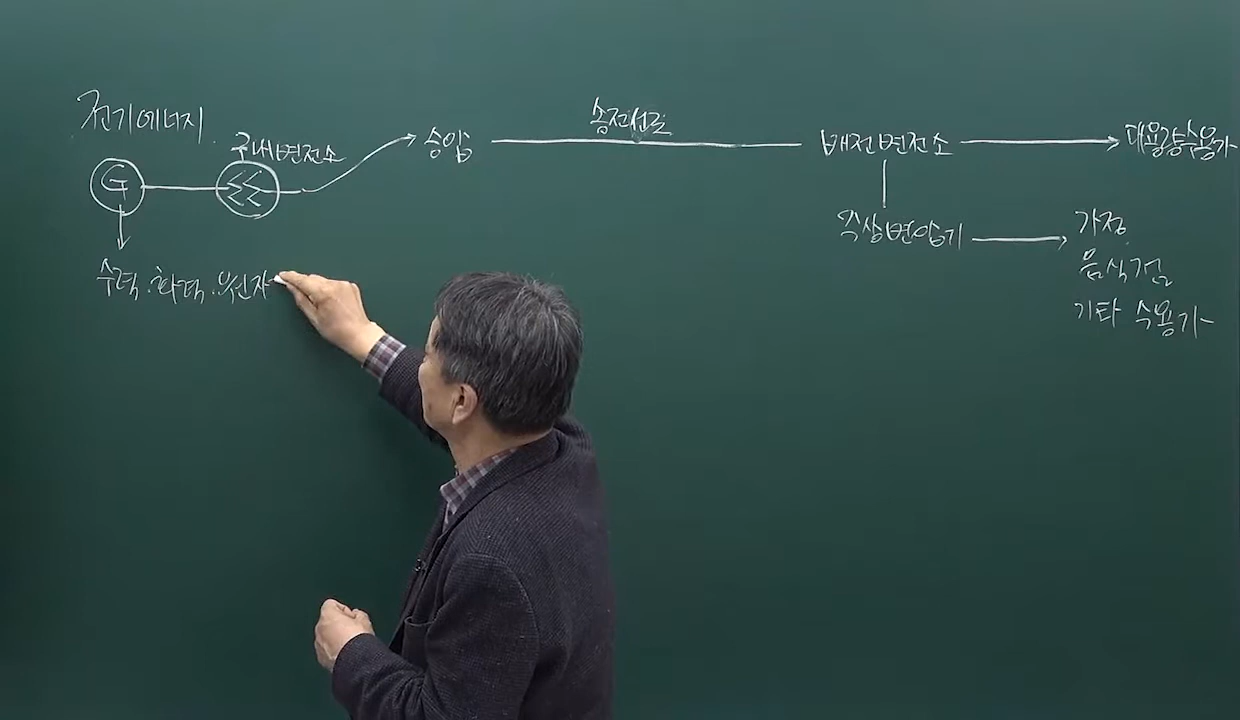 전기에너지
G
구내변전소
승압
송전선로
배전변전소
대용량수용가
주상변압기
가정
음식점
기타 수용가
수력.화력.원자